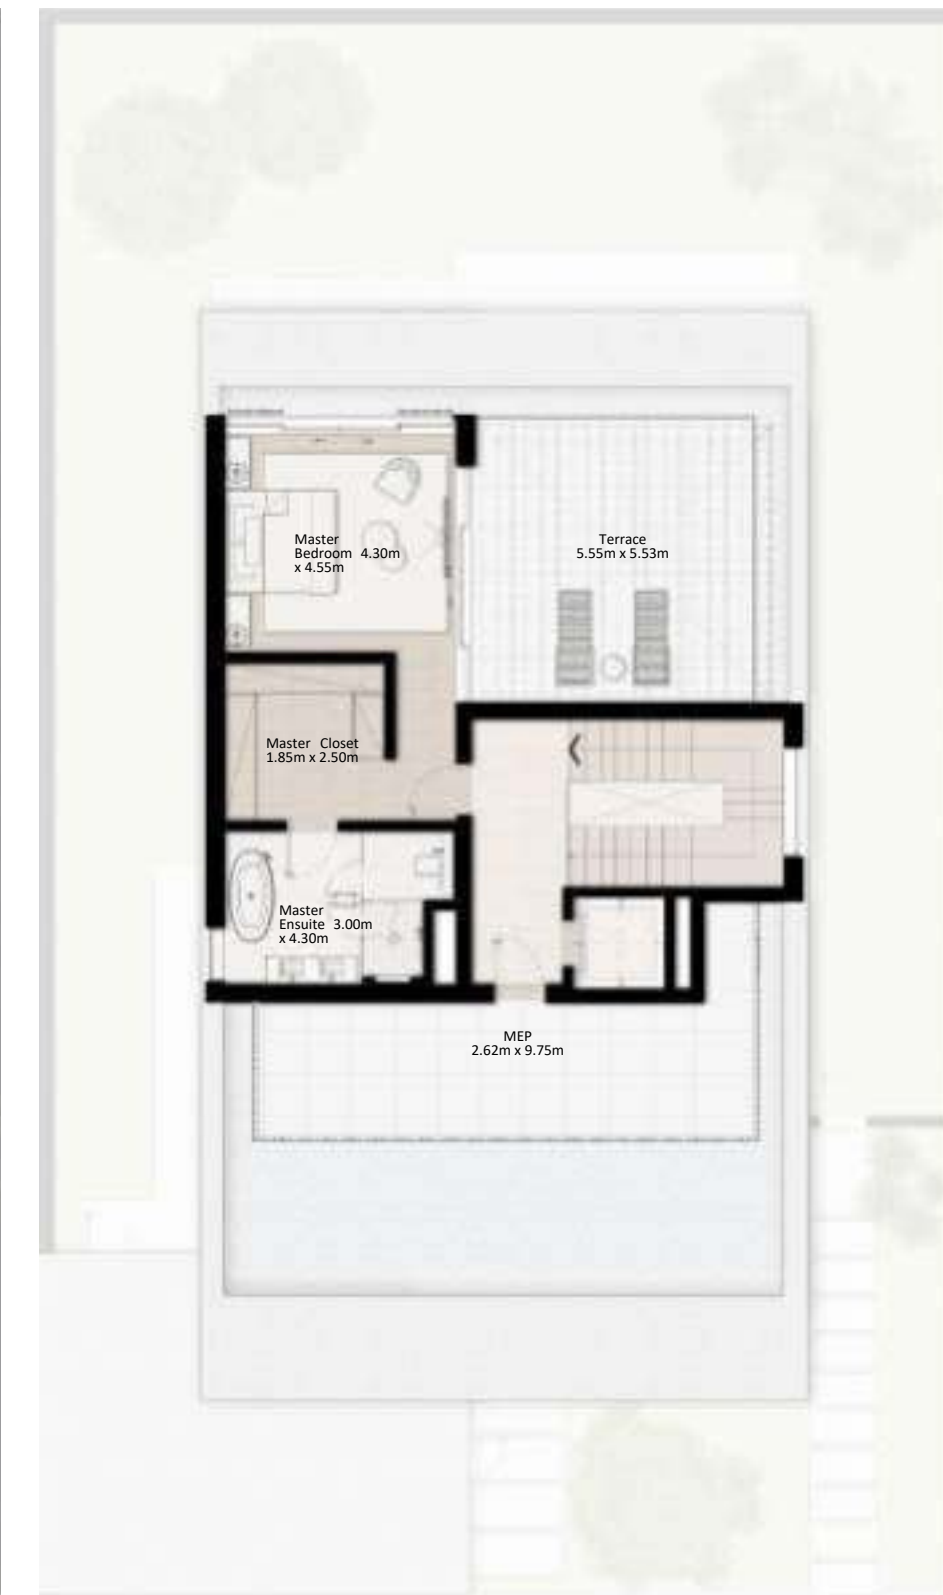 Master
Bedroom 4.30m
x 4.55m
Terrace
5.55m x 5.53m
Master Closet
1.85m x 2.50m
Master
Ensuite 3.00m
x 4.30m
MEP
2.62m x 9.75m